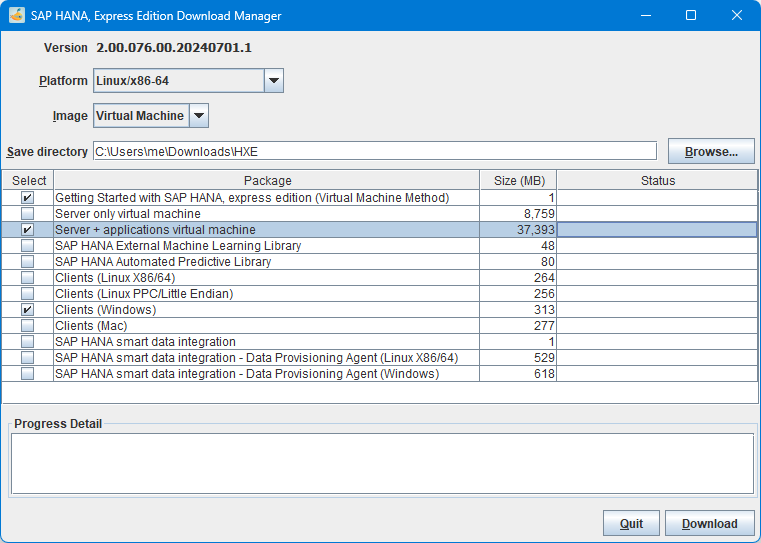 SAP HANA, Express Edition Download Manager
Version 2.00.076.00.20240701.1
Platform Linux/x86-64
Image Virtual Machine
Save directory C:\Users\me\Downloads\HXE Browse...
Select Package Size (MB) Status
Getting Started with SAP HANA, express edition (Virtual Machine Method) 1
Server only virtual machine 8,759
Server + applications virtual machine 37,393
SAP HANA External Machine Learning Library 48
SAP HANA Automated Predictive Library 80
Clients (Linux X86/64) 264
Clients (Linux PPC/Little Endian) 256
Clients (Windows) 313
Clients (Mac) 277
SAP HANA smart data integration 1
SAP HANA smart data integration - Data Provisioning Agent (Linux X86/64) 529
SAP HANA smart data integration - Data Provisioning Agent (Windows) 618
Progress Detail
Quit Download